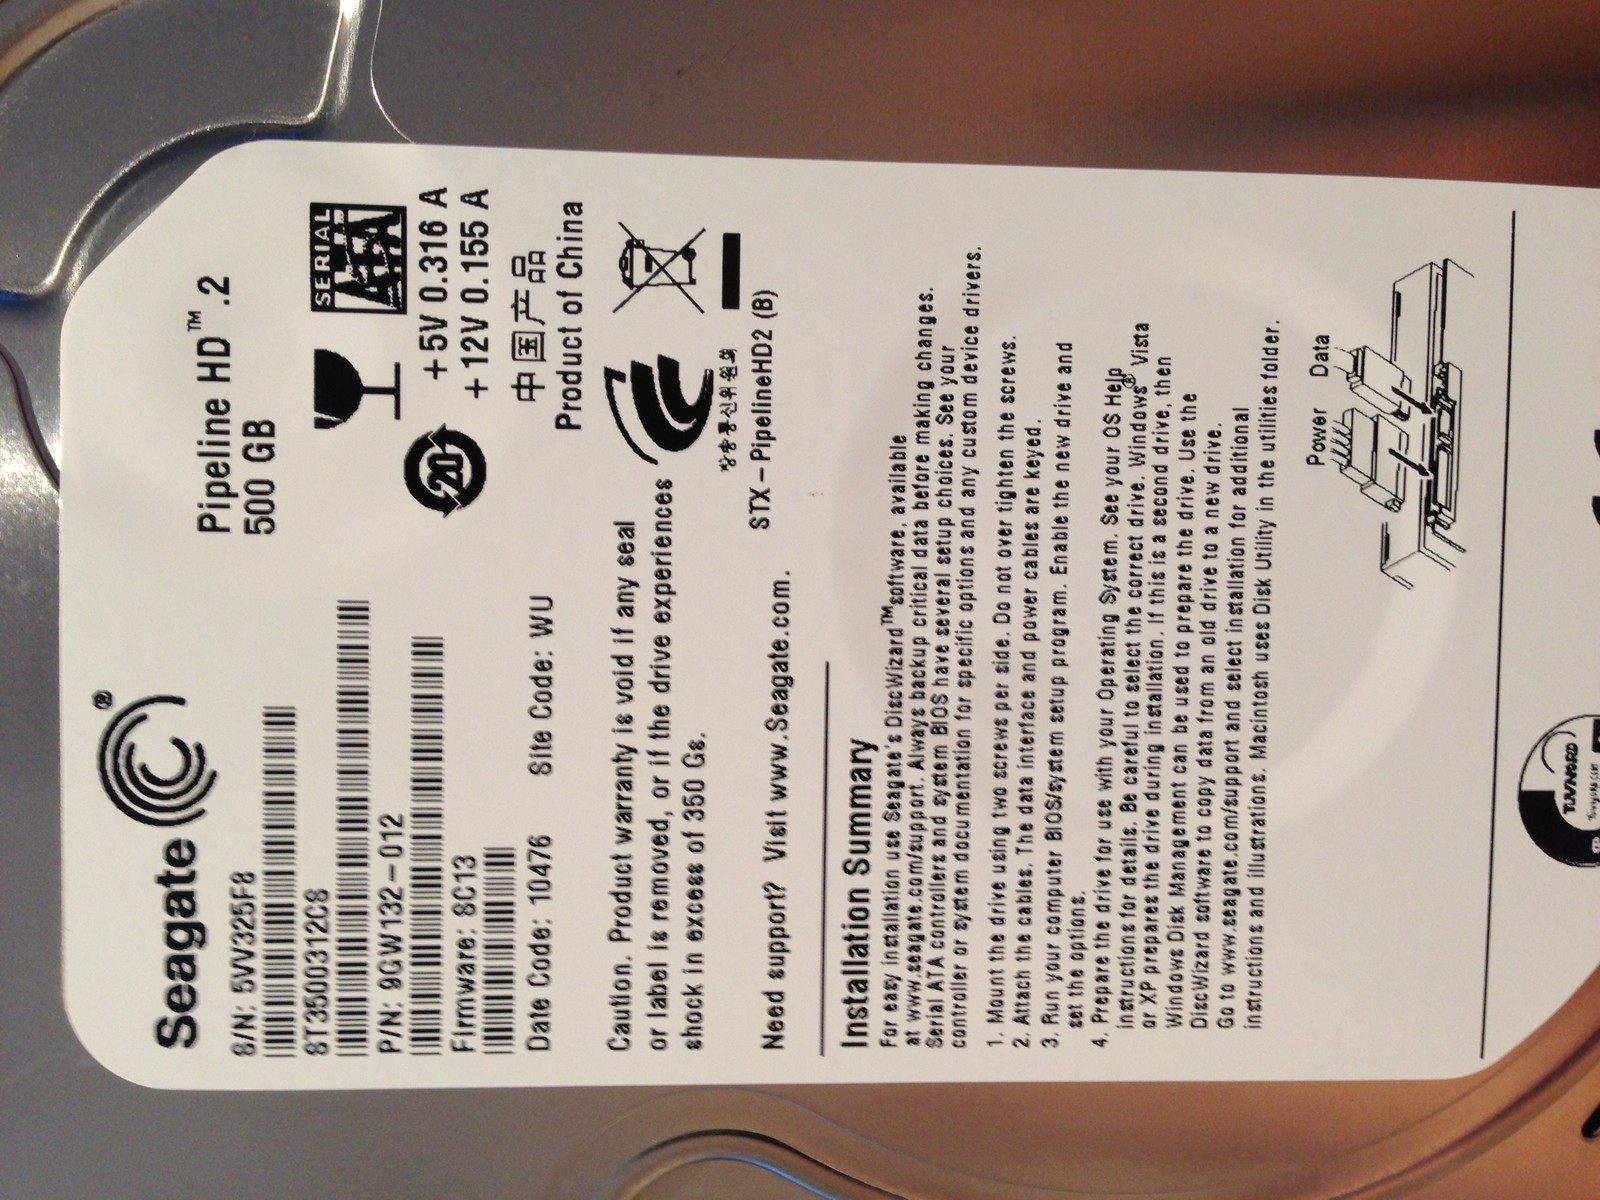 Seagate®
S/N: 5VV325F8
ST3500312CS
P/N: 9GW132-012
Firmware: SC13
Date Code: 10476 Site Code: WU
Pipeline HD™ .2
500 GB
SERIAL
ATA
20
+5V 0.316 A
+12V 0.155 A
中国产品
Product of China
Caution. Product warranty is void if any seal
or label is removed, or if the drive experiences
shock in excess of 350 Gs.
방송통신위원회
Need support? Visit www.Seagate.com.
STX-PipelineHD2 (B)
Installation Summary
For easy installation use Seagate's DiscWizard™ software, available
at www.seagate.com/support. Always backup critical data before making changes.
Serial ATA controllers and system BIOS have several setup choices. See your
controller or system documentation for specific options and any custom device drivers.
1. Mount the drive using two screws per side. Do not over tighten the screws.
2. Attach the cables. The data interface and power cables are keyed.
3. Run your computer BIOS/system setup program. Enable the new drive and
set the options.
4. Prepare the drive for use with your Operating System. See your OS Help
instructions for details. Be careful to select the correct drive. Windows® Vista
or XP prepares the drive during installation. If this is a second drive, then
Windows Disk Management can be used to prepare the drive. Use the
DiscWizard software to copy data from an old drive to a new drive.
Go to www.seagate.com/support and select installation for additional
instructions and illustrations. Macintosh uses Disk Utility in the utilities folder.
Power Data